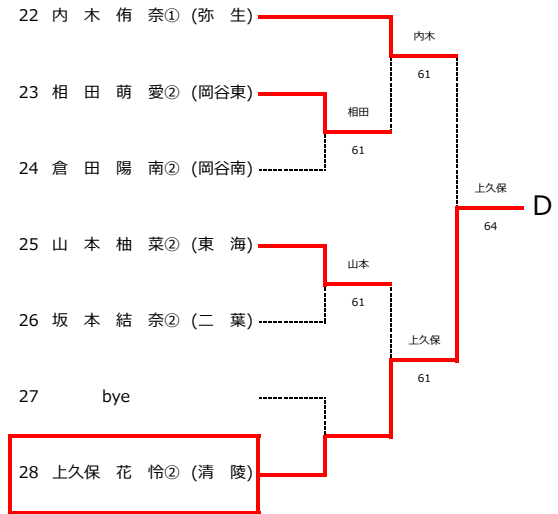 22 内 木 侑 奈① (弥 生)
内木
61
23 相 田 萌 愛② (岡谷東)
相田
61
24 倉 田 陽 南② (岡谷南)
上久保
D
64
25 山 本 柚 菜② (東 海)
山本
61
26 坂 本 結 奈② (二 葉)
上久保
61
27 bye
28 上久保 花 怜② (清 陵)